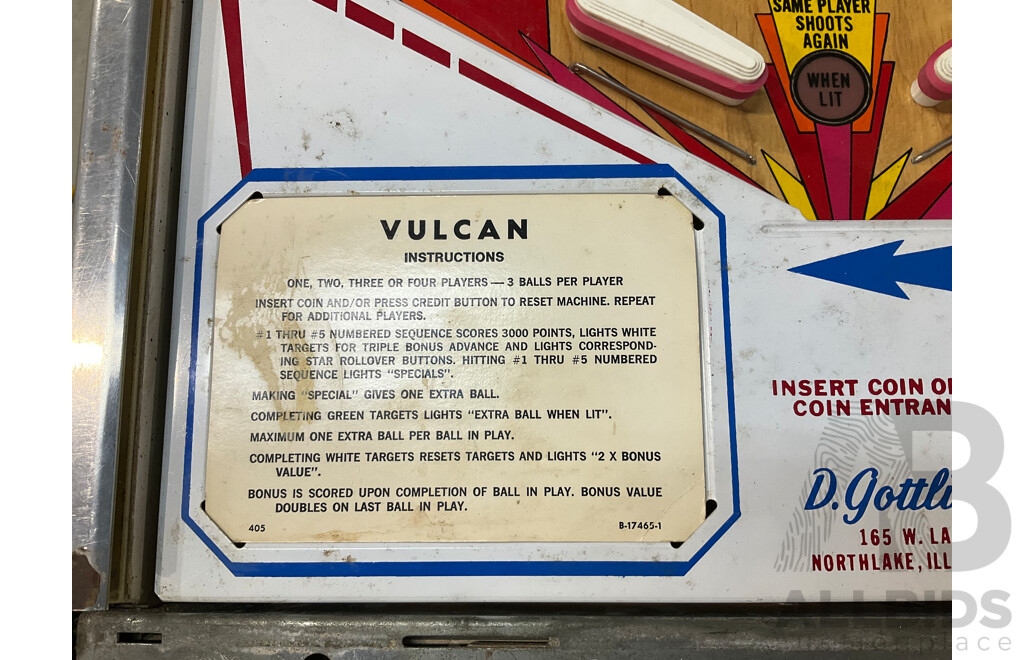 SAME PLAYER
SHOOTS
AGAIN
WHEN
LIT
VULCAN
INSTRUCTIONS
ONE, TWO, THREE OR FOUR PLAYERS — 3 BALLS PER PLAYER
INSERT COIN AND/OR PRESS CREDIT BUTTON TO RESET MACHINE. REPEAT
FOR ADDITIONAL PLAYERS.
#1 THRU #5 NUMBERED SEQUENCE SCORES 3000 POINTS, LIGHTS WHITE
TARGETS FOR TRIPLE BONUS ADVANCE AND LIGHTS CORRESPOND-
ING STAR ROLLOVER BUTTONS. HITTING #1 THRU #5 NUMBERED
SEQUENCE LIGHTS "SPECIALS".
MAKING "SPECIAL" GIVES ONE EXTRA BALL.
COMPLETING GREEN TARGETS LIGHTS "EXTRA BALL WHEN LIT".
MAXIMUM ONE EXTRA BALL PER BALL IN PLAY.
COMPLETING WHITE TARGETS RESETS TARGETS AND LIGHTS "2 X BONUS
VALUE".
BONUS IS SCORED UPON COMPLETION OF BALL IN PLAY. BONUS VALUE
DOUBLES ON LAST BALL IN PLAY.
405 B-17465-1
INSERT COIN O
COIN ENTRAN
D. Gottli
165 W. LA
NORTHLAKE, ILL
AB
ALLBIDS
marketplace